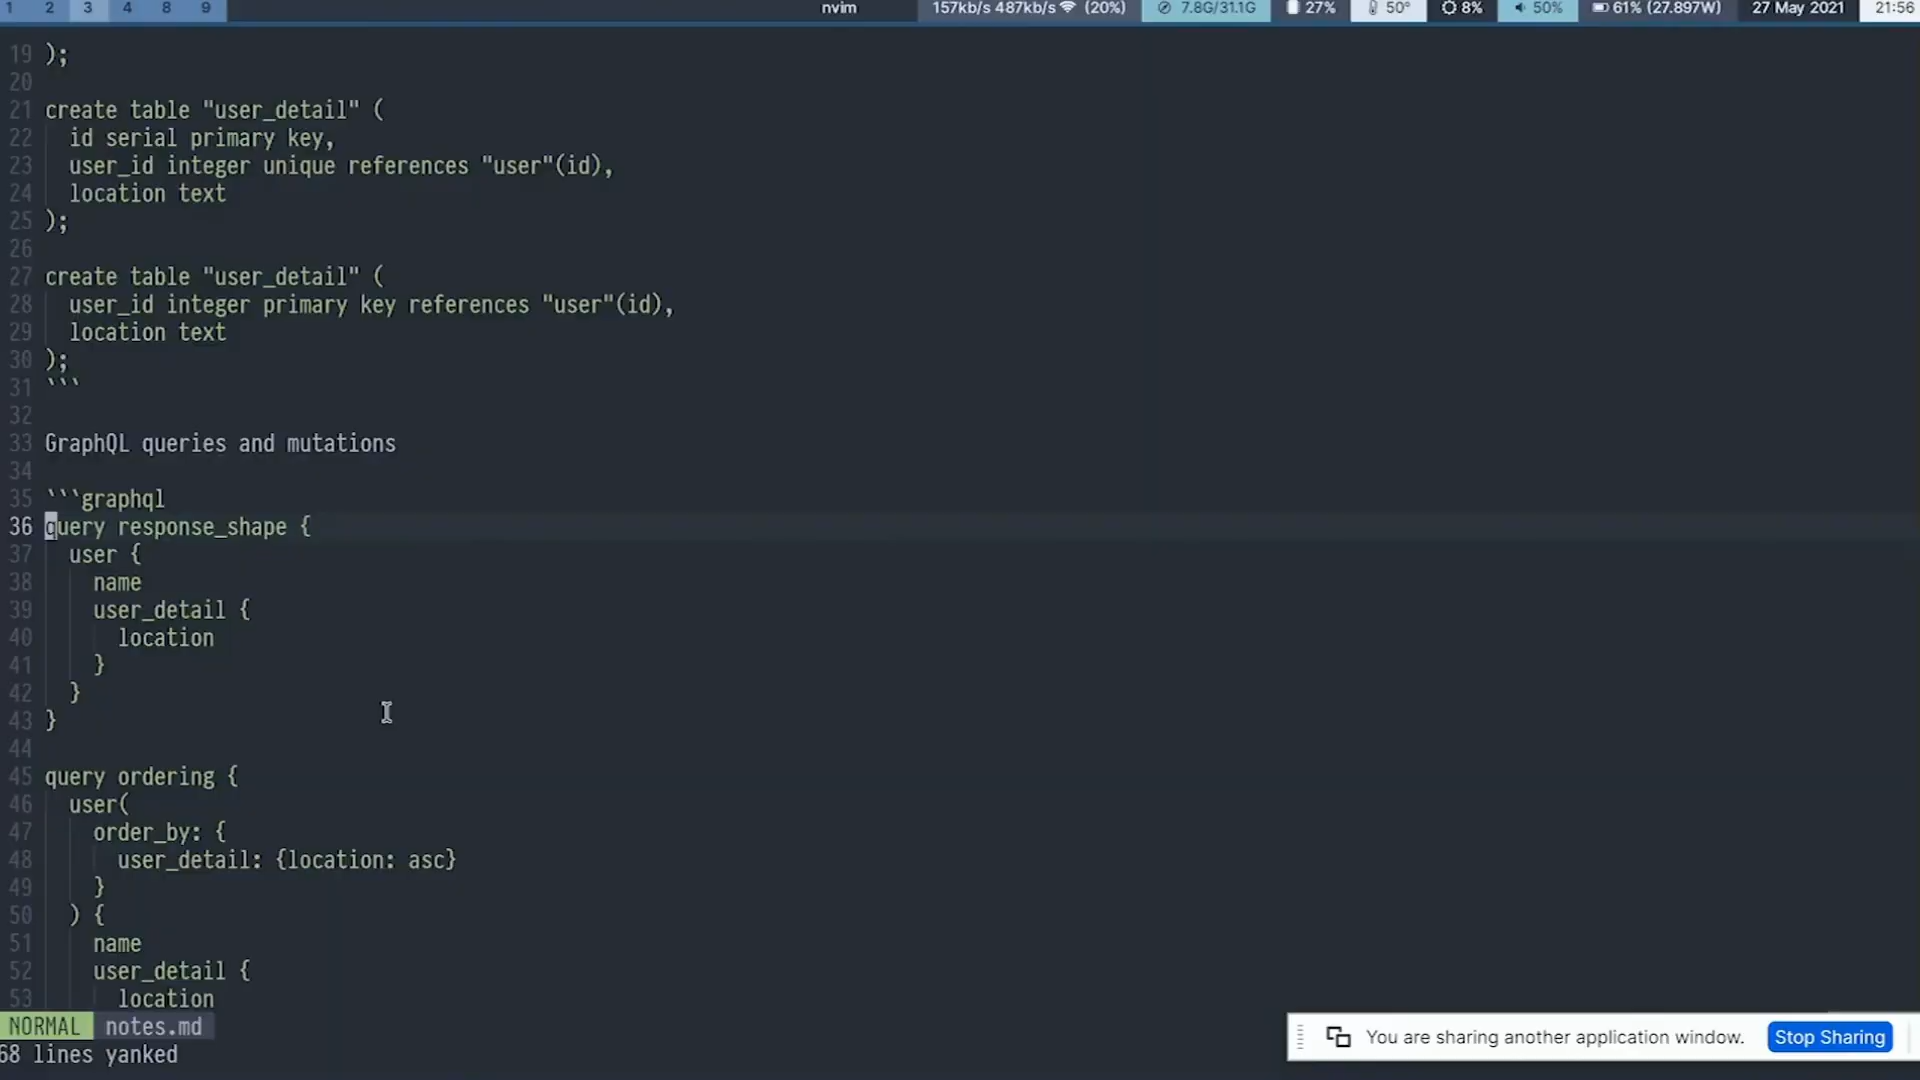 1 2 3 4 8 9 nvim 157kb/s 487kb/s (20%) 7.8G/31.1G 27% 50° 8% 50% 61% (27.897W) 27 May 2021 21:56
19 );
20
21 create table "user_detail" (
22 id serial primary key,
23 user_id integer unique references "user"(id),
24 location text
25 );
26
27 create table "user_detail" (
28 user_id integer primary key references "user"(id),
29 location text
30 );
31 ```
32
33 GraphQL queries and mutations
34
35 ```graphql
36 query response_shape {
37 user {
38 name
39 user_detail {
40 location
41 }
42 }
43 }
44
45 query ordering {
46 user(
47 order_by: {
48 user_detail: {location: asc}
49 }
50 ) {
51 name
52 user_detail {
53 location
NORMAL notes.md
68 lines yanked
You are sharing another application window. Stop Sharing